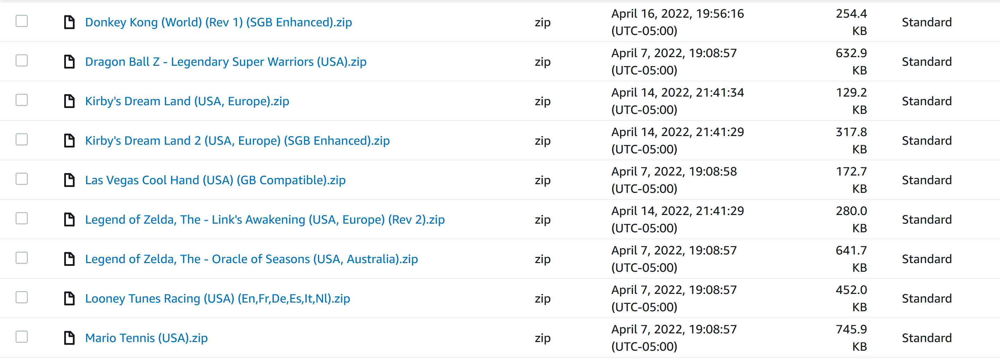 Donkey Kong (World) (Rev 1) (SGB Enhanced).zip zip April 16, 2022, 19:56:16 (UTC-05:00) 254.4 KB Standard
Dragon Ball Z - Legendary Super Warriors (USA).zip zip April 7, 2022, 19:08:57 (UTC-05:00) 632.9 KB Standard
Kirby's Dream Land (USA, Europe).zip zip April 14, 2022, 21:41:34 (UTC-05:00) 129.2 KB Standard
Kirby's Dream Land 2 (USA, Europe) (SGB Enhanced).zip zip April 14, 2022, 21:41:29 (UTC-05:00) 317.8 KB Standard
Las Vegas Cool Hand (USA) (GB Compatible).zip zip April 7, 2022, 19:08:58 (UTC-05:00) 172.7 KB Standard
Legend of Zelda, The - Link's Awakening (USA, Europe) (Rev 2).zip zip April 14, 2022, 21:41:29 (UTC-05:00) 280.0 KB Standard
Legend of Zelda, The - Oracle of Seasons (USA, Australia).zip zip April 7, 2022, 19:08:57 (UTC-05:00) 641.7 KB Standard
Looney Tunes Racing (USA) (En,Fr,De,Es,It,Nl).zip zip April 7, 2022, 19:08:57 (UTC-05:00) 452.0 KB Standard
Mario Tennis (USA).zip zip April 7, 2022, 19:08:57 (UTC-05:00) 745.9 KB Standard